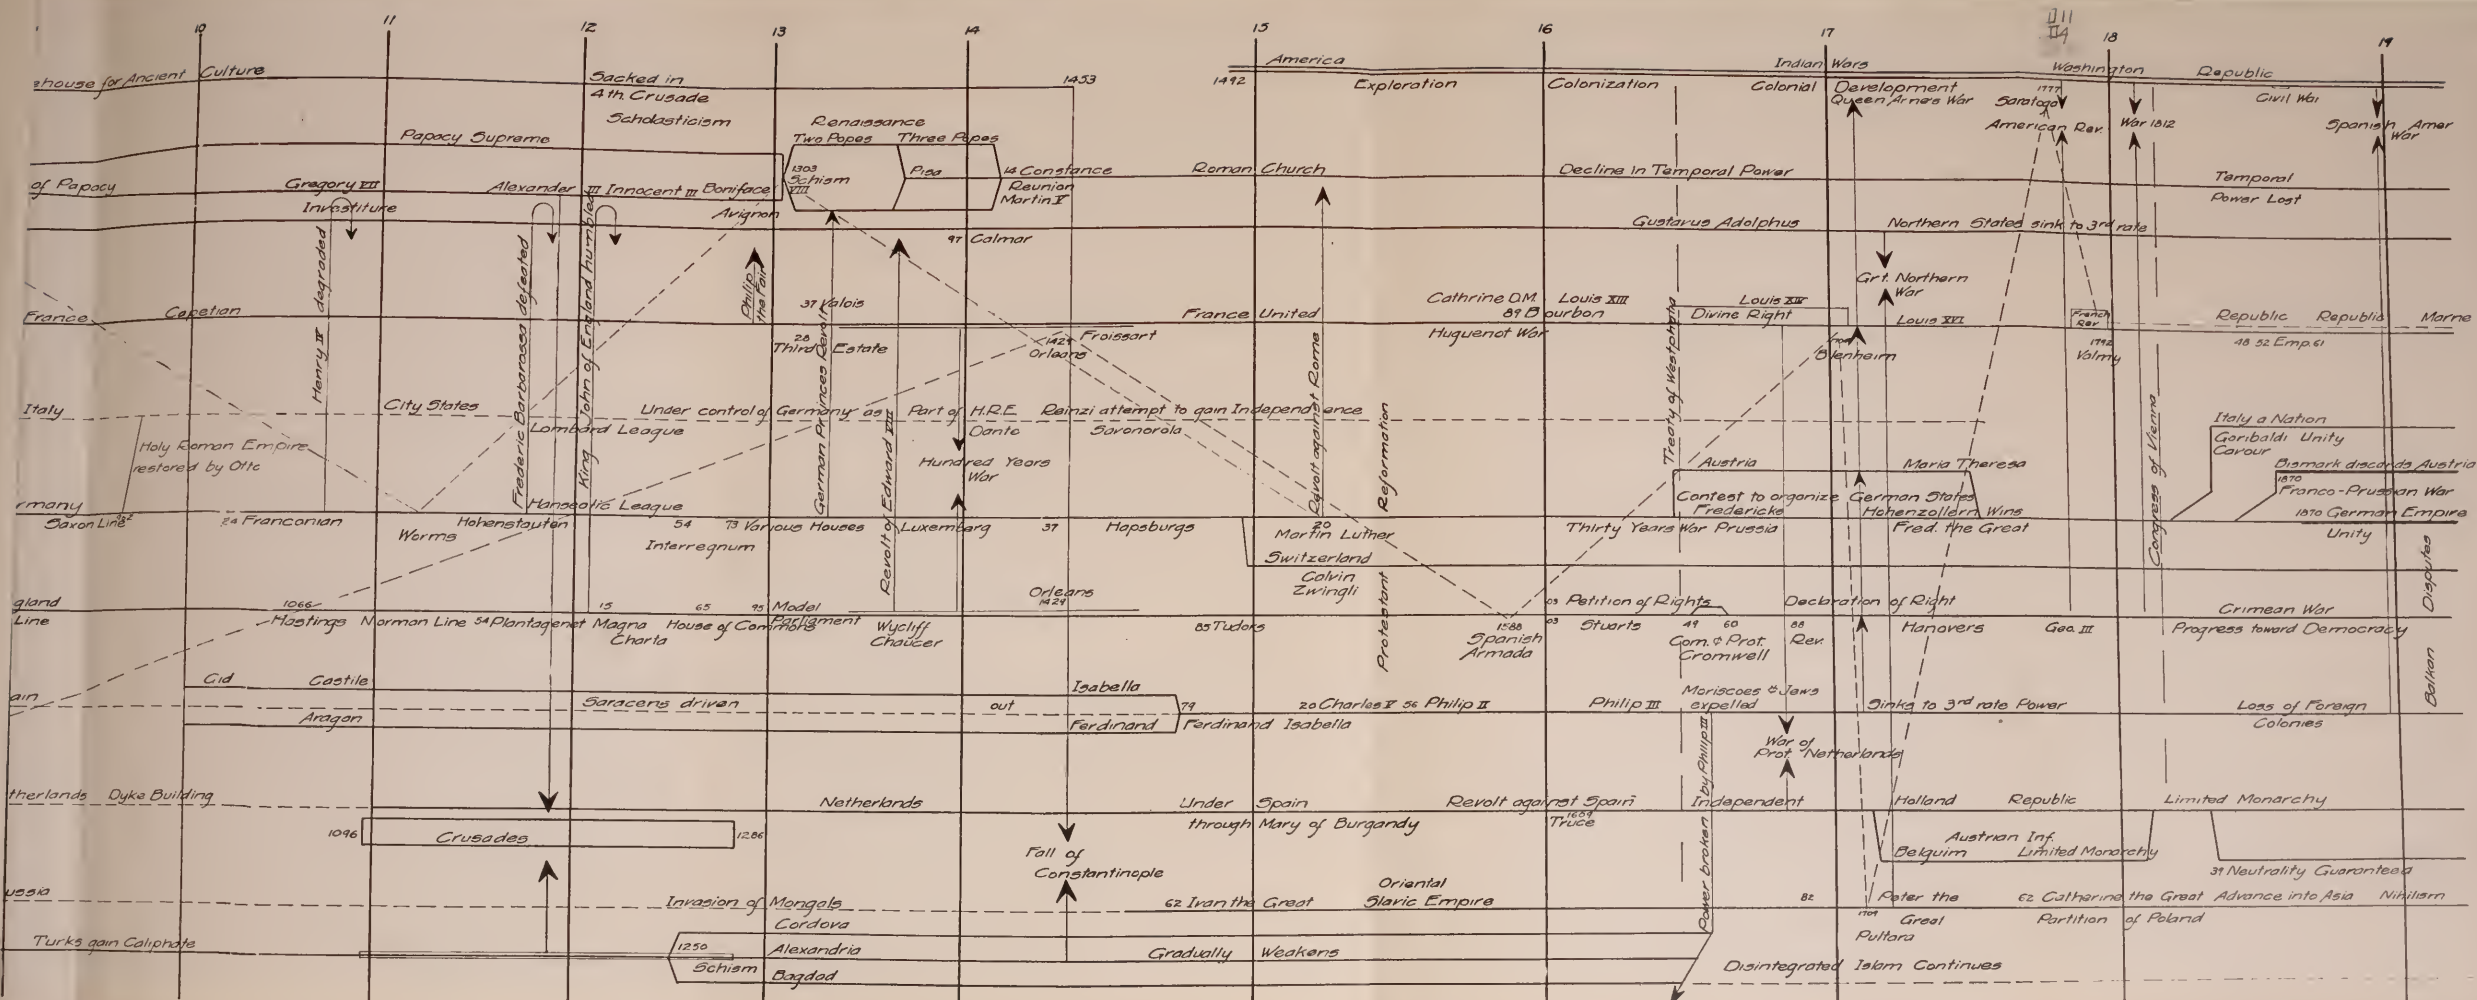 10 11 12 13 14 15 16 17 18 19
ehouse for Ancient Culture
Sacked in
4th. Crusade
Scholasticism
1453
1492
America
Exploration
Colonization
Indian Wars
Colonial Development
Queen Anne's War
Washington
Republic
1777
Saratoga
American Rev.
War 1812
Civil War
Spanish Amer
War
Papacy Supreme
Renaissance
Two Popes
Three Popes
of Papacy
Gregory VII
Investiture
Alexander III
Innocent III
Boniface
VIII
Avignon
1303
Schism
Pisa
14 Constance
Reunion
Martin V
Roman Church
Decline In Temporal Power
Temporal
Power Lost
97 Calmar
Gustavus Adolphus
Northern States sink to 3rd rate
Grt. Northern
War
Henry IV degraded
Frederic Barbarossa defeated
King John of England humbled
Philip
the Fair
German Princes Revolt
Revolt of Edward VIII
Revolt against Rome
Protestant Reformation
Treaty of Westphalia
Congress of Vienna
Balkan Disputes
France
Capetian
37 Valois
28
Third Estate
1429
Orleans
Froissart
France United
Cathrine D.M.
89 Bourbon
Huguenot War
Louis XIII
Louis XIV
Divine Right
1704
Blenheim
Louis XVI
French
Rev
1792
Valmy
Republic
Republic
Marne
48 52 Emp. 61
Italy
City States
Lombard League
Under control of Germany as Part of H.R.E
Reinzi attempt to gain Independence
Dante
Savonorola
Hundred Years
War
Italy a Nation
Garibaldi Unity
Cavour
Holy Roman Empire
restored by Otto
rmany
Saxon Line
962
24 Franconian
Worms
Hohenstaufen
Hanseatic League
54
Interregnum
73 Various Houses
Luxemberg
37
Hapsburgs
20
Martin Luther
Switzerland
Calvin
Zwingli
Thirty Years War
Austria
Maria Theresa
Contest to organize German States
Fredericks
Prussia
Hohenzollern Wins
Fred. the Great
Bismark discards Austria
1870
Franco-Prussian War
1870 German Empire
Unity
gland
Line
1066
Hastings
Norman Line
54 Plantagenet
15
Magna
Charta
65
House of Commons
95 Model
Parliament
Wycliff
Chaucer
Orleans
1429
85 Tudors
1588
Spanish
Armada
03 Petition of Rights
03
Stuarts
49
60
Com. & Prot.
Cromwell
88
Rev.
Declaration of Right
Hanovers
Geo. III
Crimean War
Progress toward Democracy
ain
Cid
Castile
Aragan
Saracens driven out
Isabella
Ferdinand
79
Ferdinand Isabella
20 Charles V 56 Philip II
Philip III
Moriscoes & Jews
expelled
Sinks to 3rd rate Power
Loss of Foreign
Colonies
War of
Prot. Netherlands
Power broken by Philip III
therlands
Dyke Building
Netherlands
Under Spain
through Mary of Burgandy
Revolt against Spain
1609
Truce
Independent
Holland
Republic
Limited Monarchy
Austrian Inf.
Belguim
Limited Monarchy
39 Neutrality Guaranteed
1096
Crusades
1286
Fall of
Constantinople
ussia
Invasion of Mongols
62 Ivan the Great
Oriental
Slavic Empire
82
Peter the
Great
1709
Pultara
62 Catharine the Great
Partition of Poland
Advance into Asia
Nihilism
Turks gain Caliphate
1250
Schism
Cordova
Alexandria
Bagdad
Gradually Weakens
Disintegrated Islam Continues